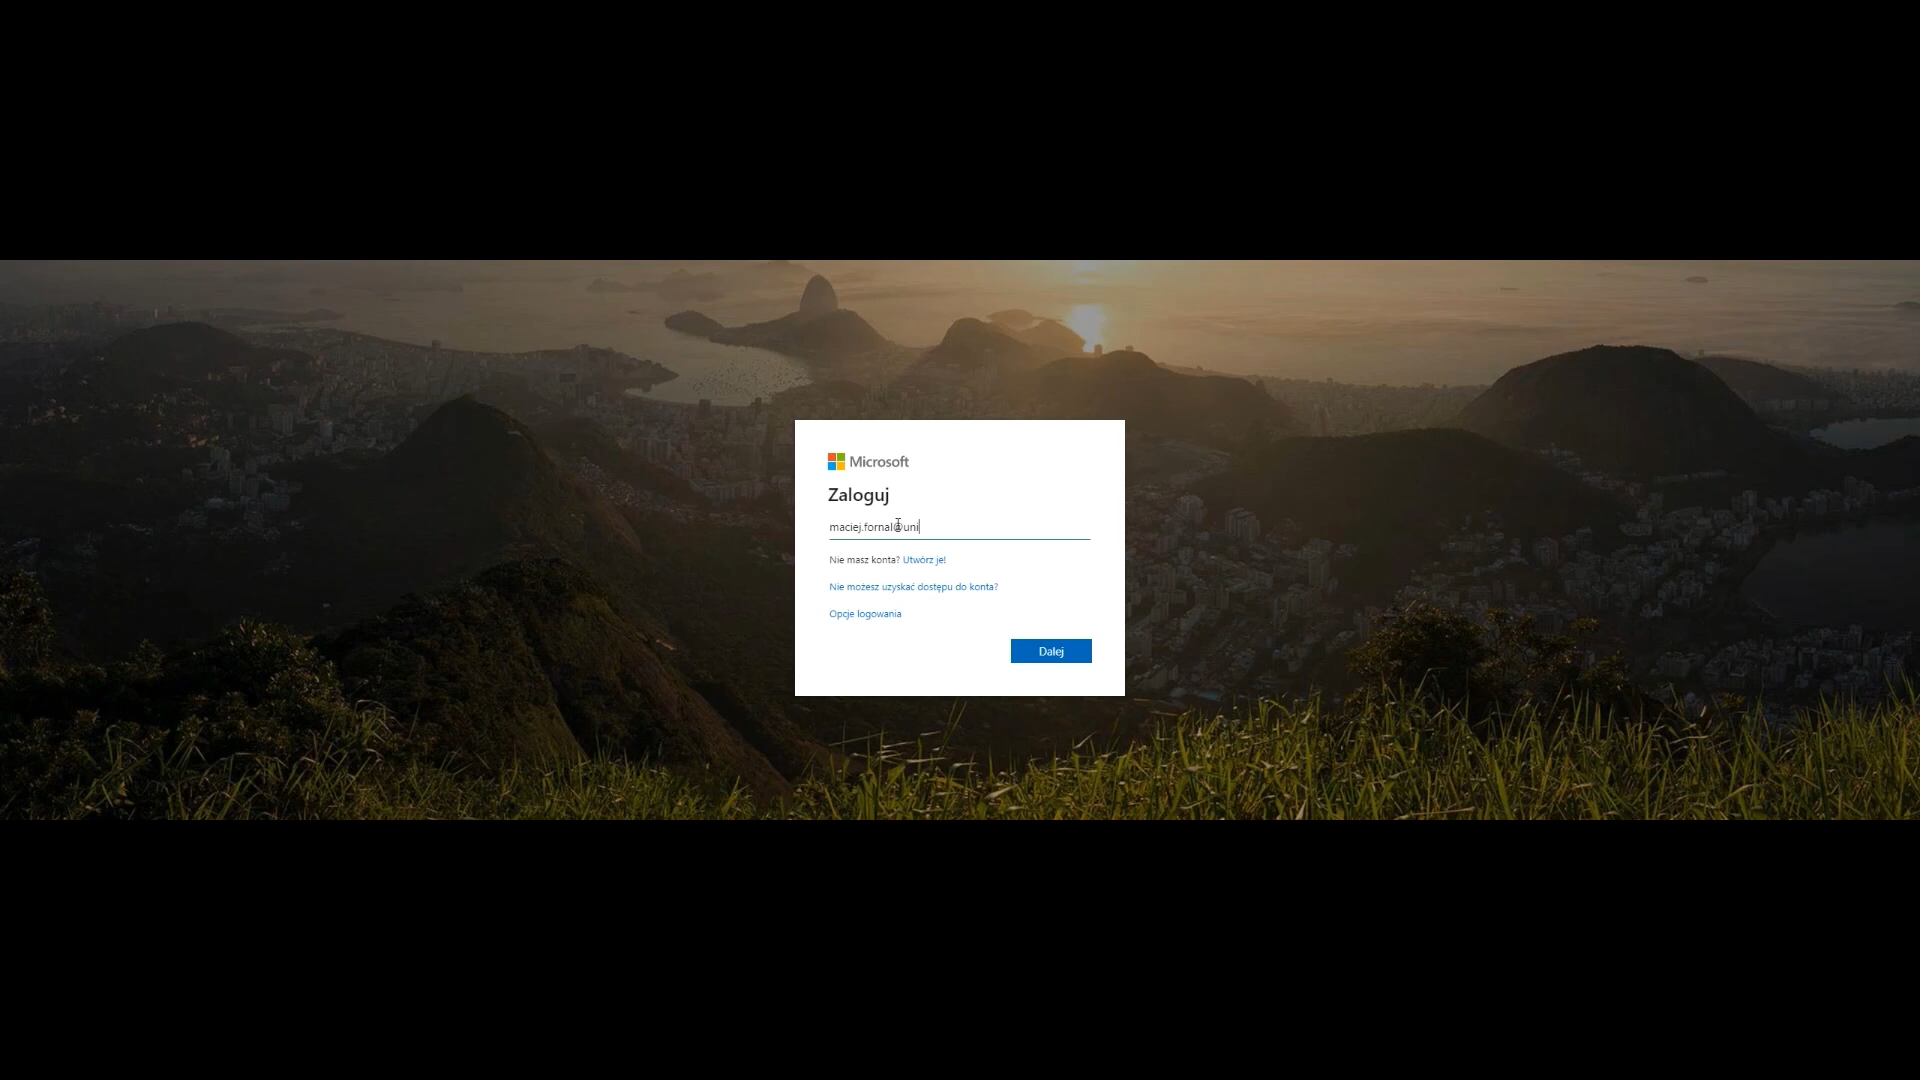 Microsoft
Zaloguj
maciej.fornal@uni
Nie masz konta? Utwórz je!
Nie możesz uzyskać dostępu do konta?
Opcje logowania
Dalej